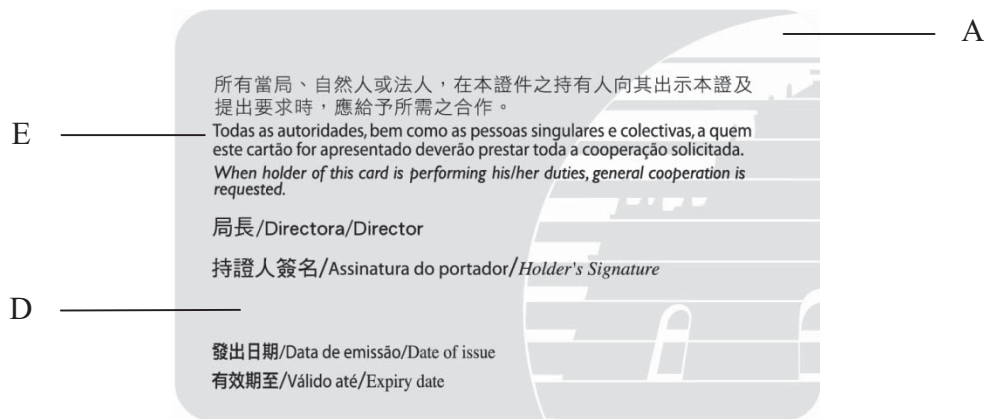 A
所有當局、自然人或法人，在本證件之持有人向其出示本證及
提出要求時，應給予所需之合作。
E
Todas as autoridades, bem como as pessoas singulares e colectivas, a quem
este cartão for apresentado deverão prestar toda a cooperação solicitada.
When holder of this card is performing his/her duties, general cooperation is
requested.
局長/Directora/Director
持證人簽名/Assinatura do portador/Holder's Signature
D
發出日期/Data de emissão/Date of issue
有效期至/Válido até/Expiry date